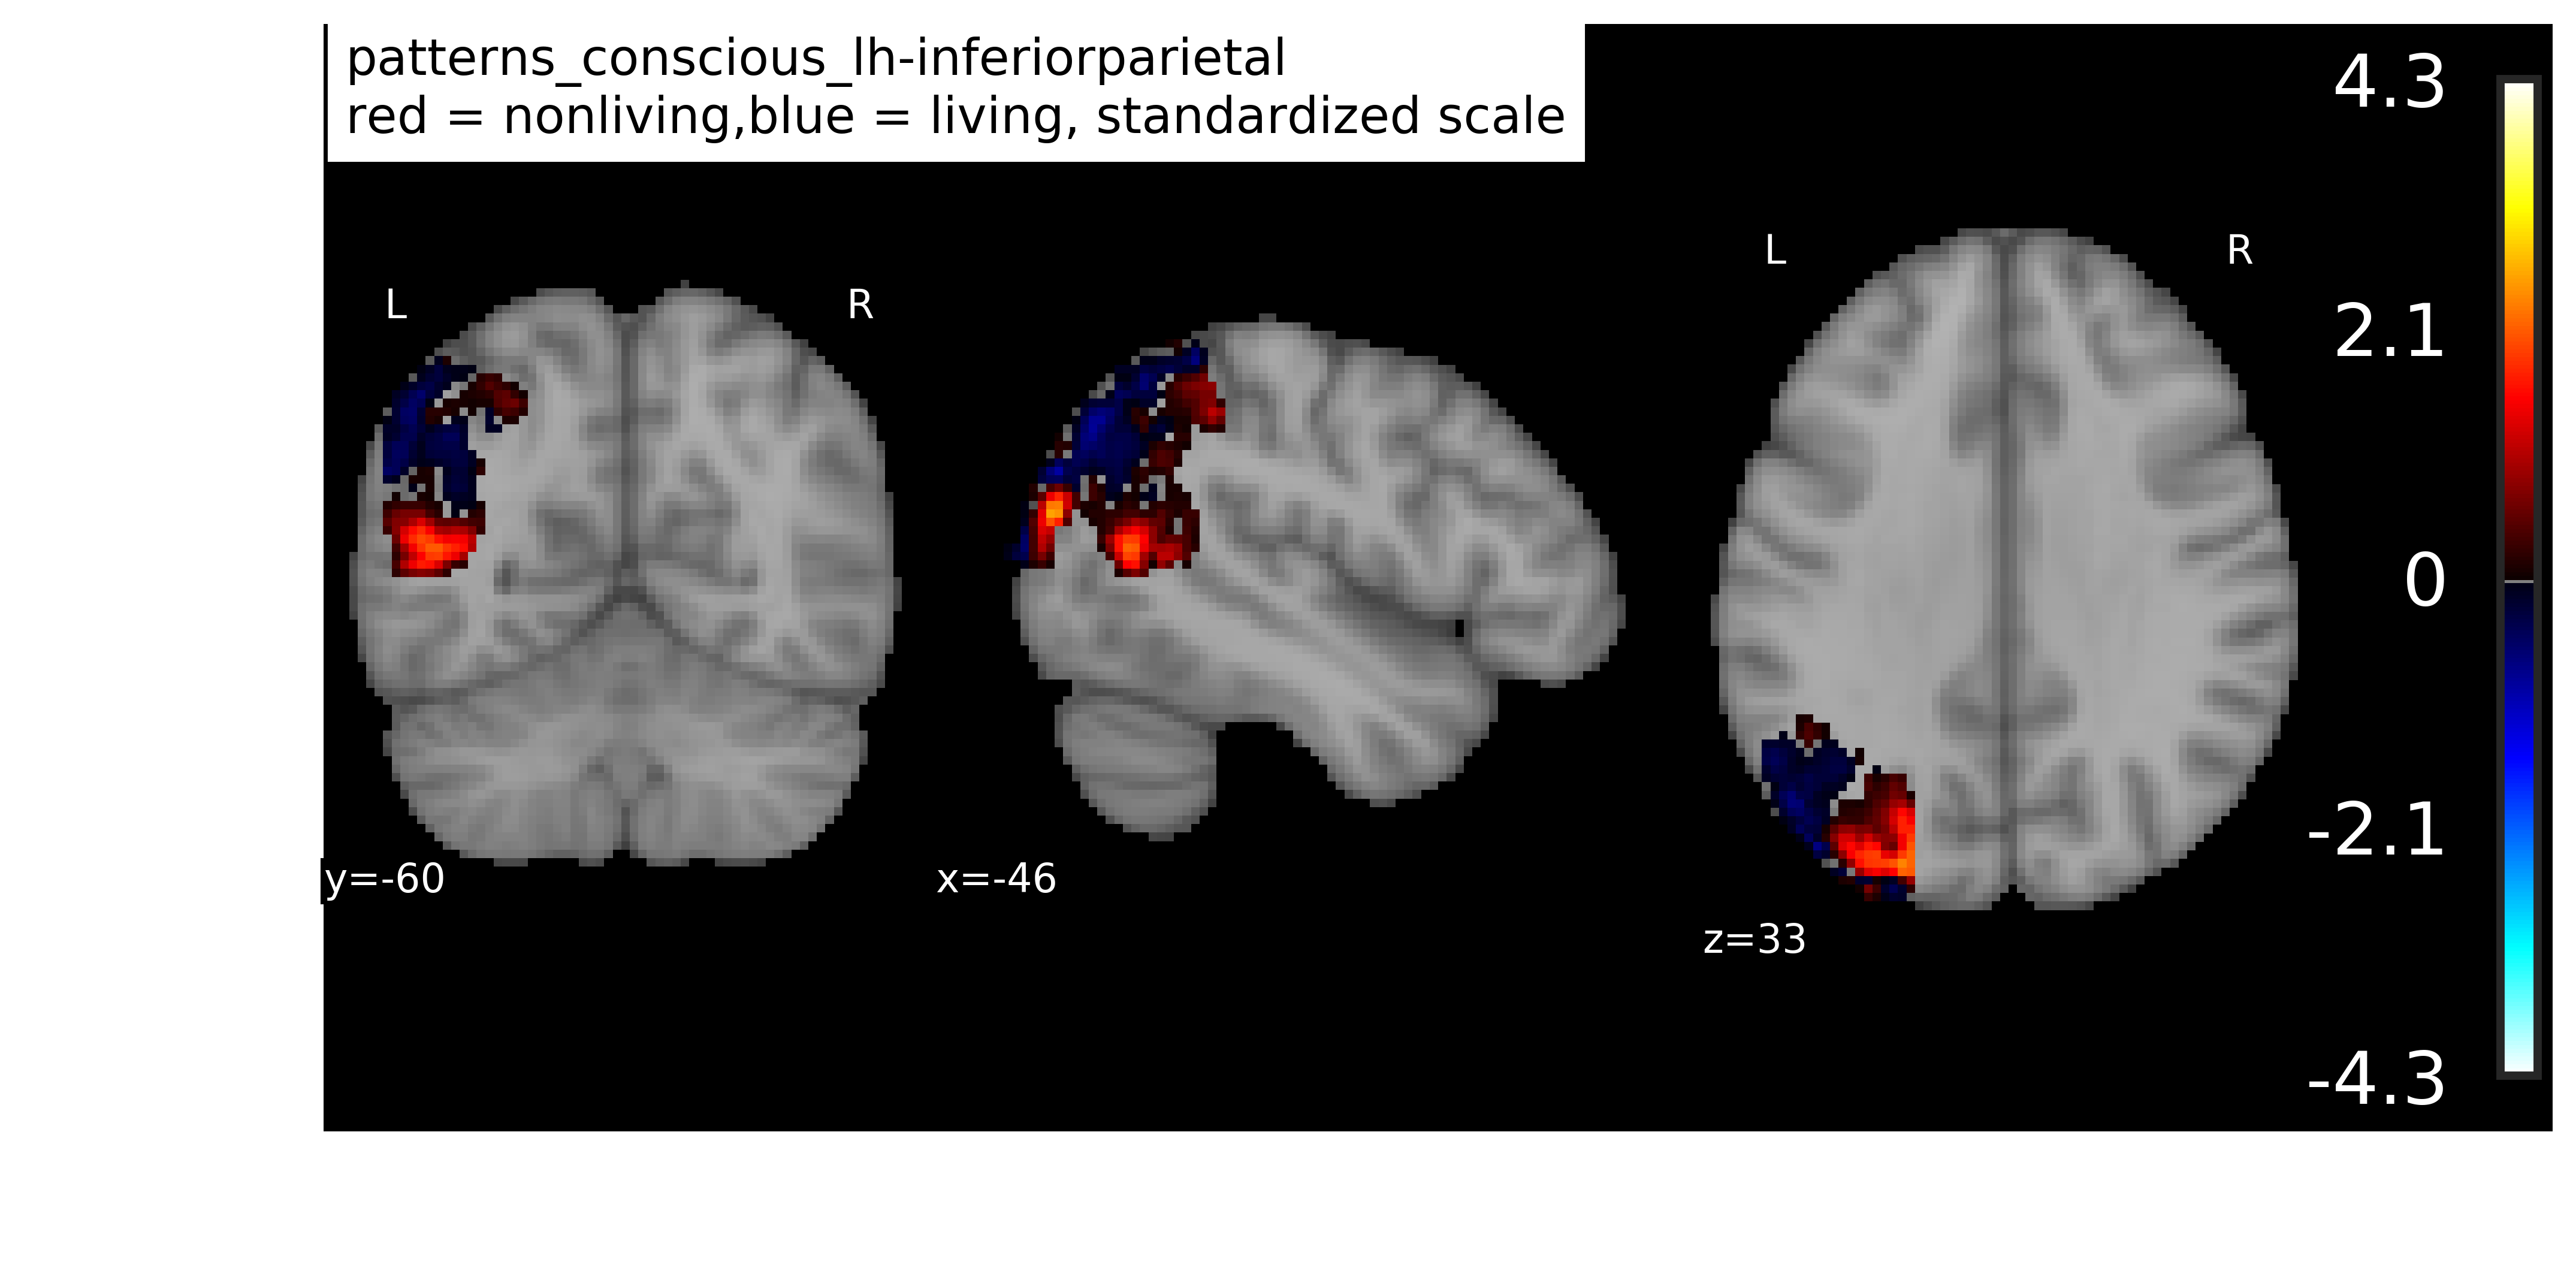 patterns_conscious_lh-inferiorparietal
red = nonliving,blue = living, standardized scale
L
R
y=-60
x=-46
L
R
z=33
4.3
2.1
0
-2.1
-4.3